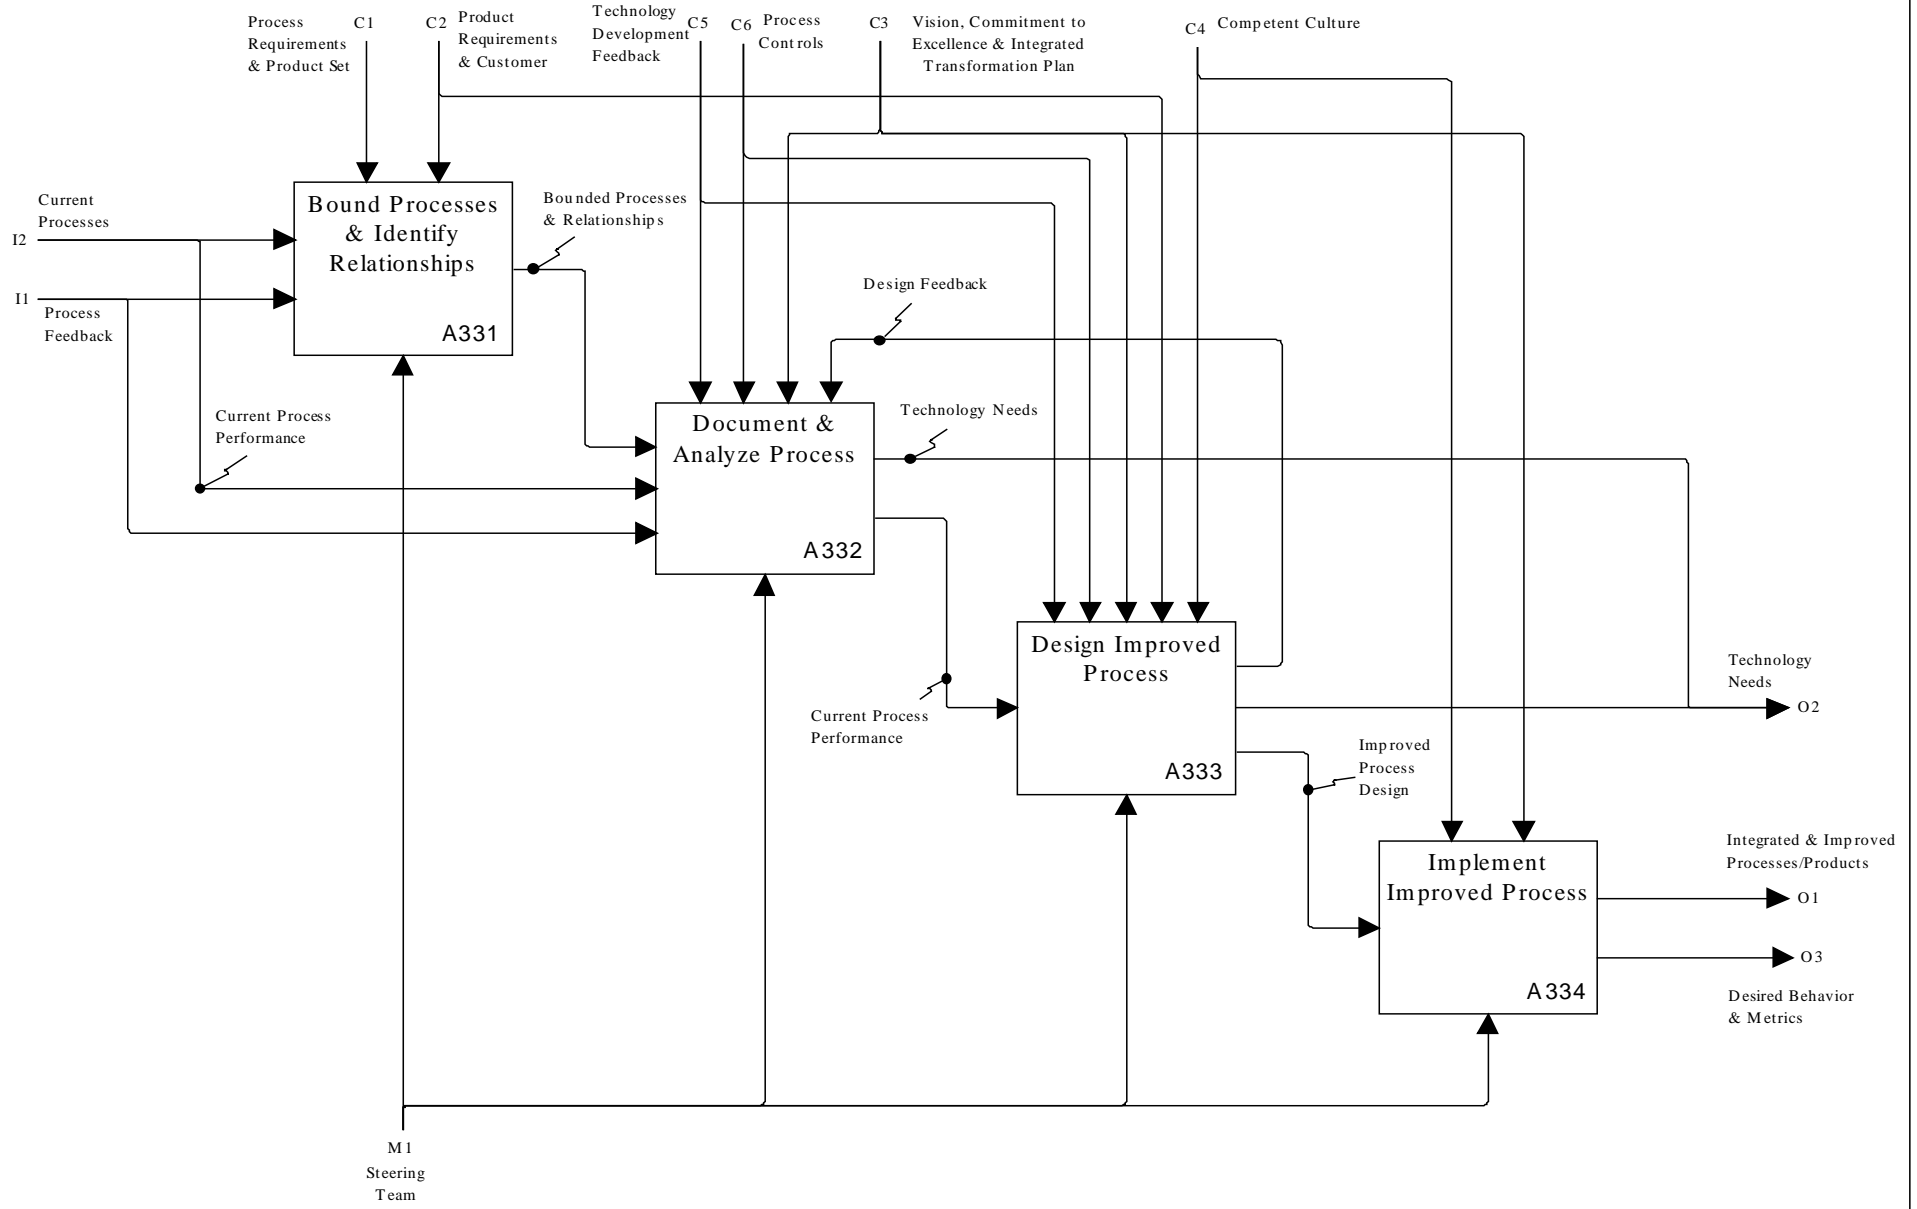 Process
Requirements
& Product Set
C1
C2
Product
Requirements
& Customer
Technology
Development
Feedback
C5
C6
Process
Controls
C3
Vision, Commitment to
Excellence & Integrated
Transformation Plan
C4
Competent Culture
Current
Processes
I2
I1
Process
Feedback
Bound Processes
& Identify
Relationships
A331
Bounded Processes
& Relationships
Design Feedback
Current Process
Performance
Document &
Analyze Process
A332
Technology Needs
Design Improved
Process
A333
Current Process
Performance
Technology
Needs
O2
Improved
Process
Design
Implement
Improved Process
A334
Integrated & Improved
Processes/Products
O1
O3
Desired Behavior
& Metrics
M1
Steering
Team